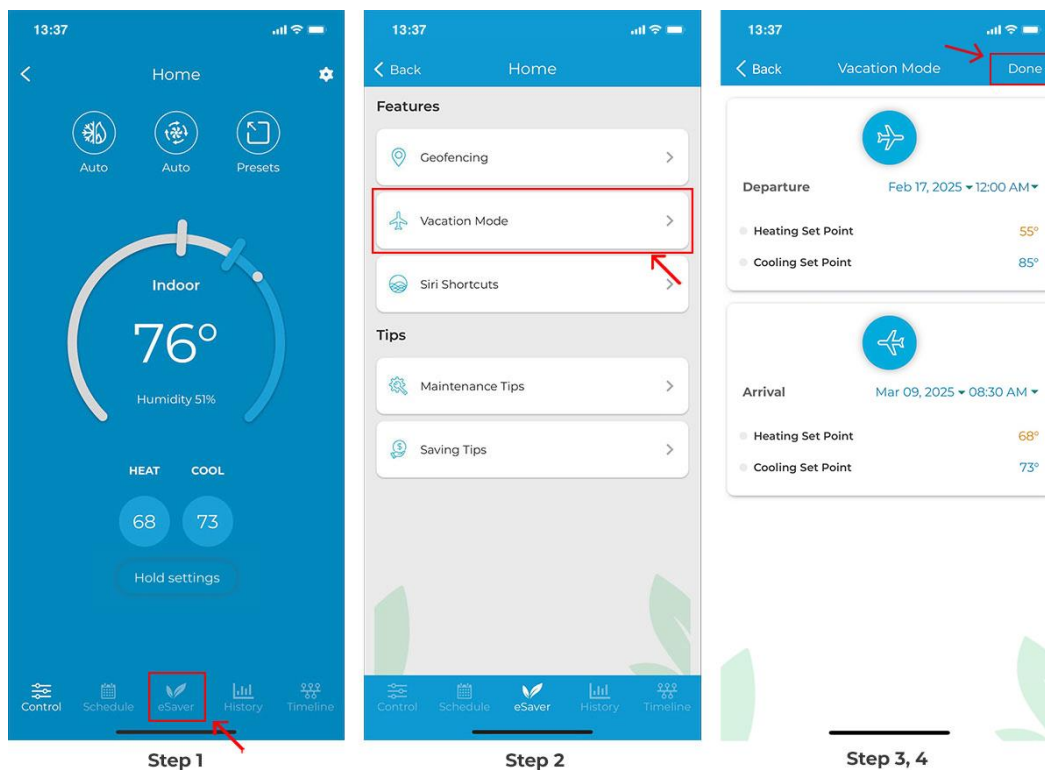 13:37
Home
Auto
Auto
Presets
Indoor
76°
Humidity 51%
HEAT COOL
68 73
Hold settings
Control Schedule eSaver History Timeline
Step 1
13:37
Back Home
Features
Geofencing
Vacation Mode
Siri Shortcuts
Tips
Maintenance Tips
Saving Tips
Control Schedule eSaver History Timeline
Step 2
13:37
Back Vacation Mode Done
Departure Feb 17, 2025 12:00 AM
Heating Set Point 55°
Cooling Set Point 85°
Arrival Mar 09, 2025 08:30 AM
Heating Set Point 68°
Cooling Set Point 73°
Step 3, 4